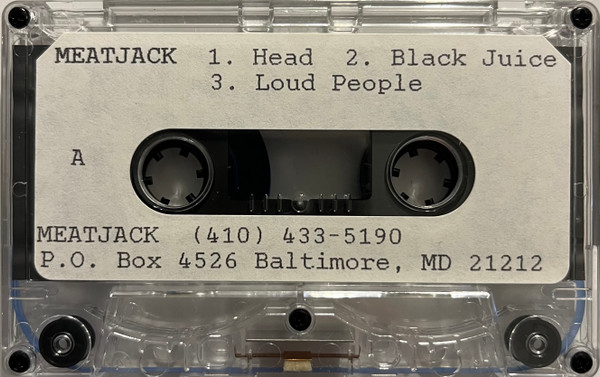 MEATJACK 1. Head 2. Black Juice
3. Loud People
A
MEATJACK (410) 433-5190
P.O. Box 4526 Baltimore, MD 21212